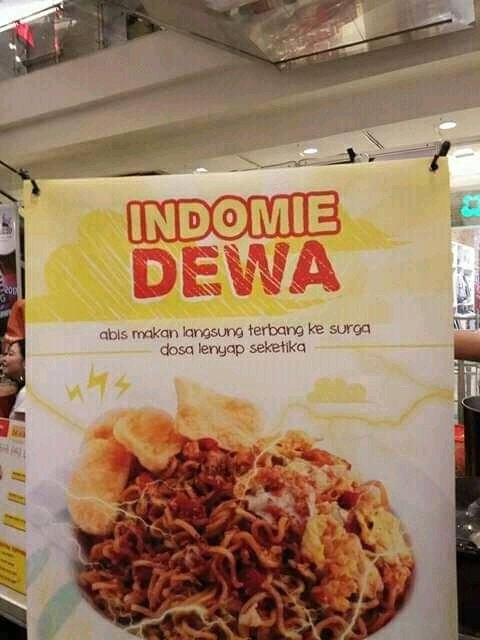 INDOMIE
DEWA
abis makan langsung terbang ke surga
dosa lenyap seketika